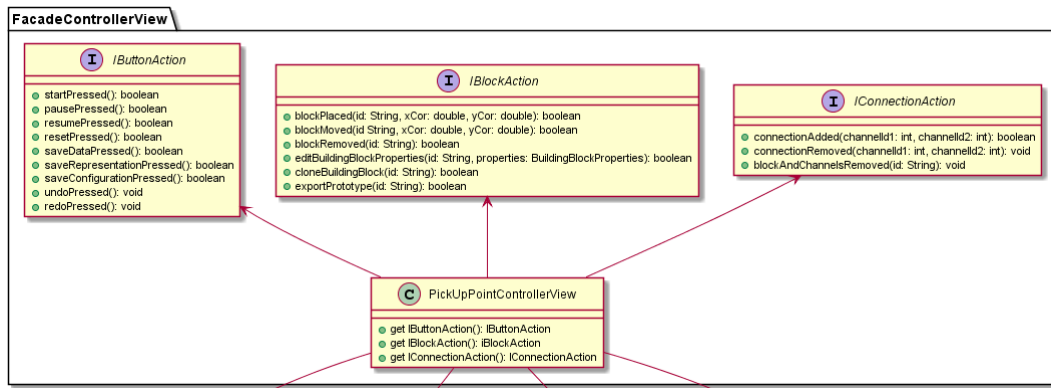 FacadeControllerView
I IButtonAction
startPressed(): boolean
pausePressed(): boolean
resumePressed(): boolean
resetPressed(): boolean
saveDataPressed(): boolean
saveRepresentationPressed(): boolean
saveConfigurationPressed(): boolean
undoPressed(): void
redoPressed(): void
I IBlockAction
blockPlaced(id: String, xCor: double, yCor: double): boolean
blockMoved(id String, xCor: double, yCor: double): boolean
blockRemoved(id: String): boolean
editBuildingBlockProperties(id: String, properties: BuildingBlockProperties): boolean
cloneBuildingBlock(id: String): boolean
exportPrototype(id: String): boolean
I IConnectionAction
connectionAdded(channelId1: int, channelId2: int): boolean
connectionRemoved(channelId1: int, channelId2: int): void
blockAndChannelsRemoved(id: String): void
C PickUpPointControllerView
get IButtonAction(): IButtonAction
get IBlockAction(): iBlockAction
get IConnectionAction(): IConnectionAction